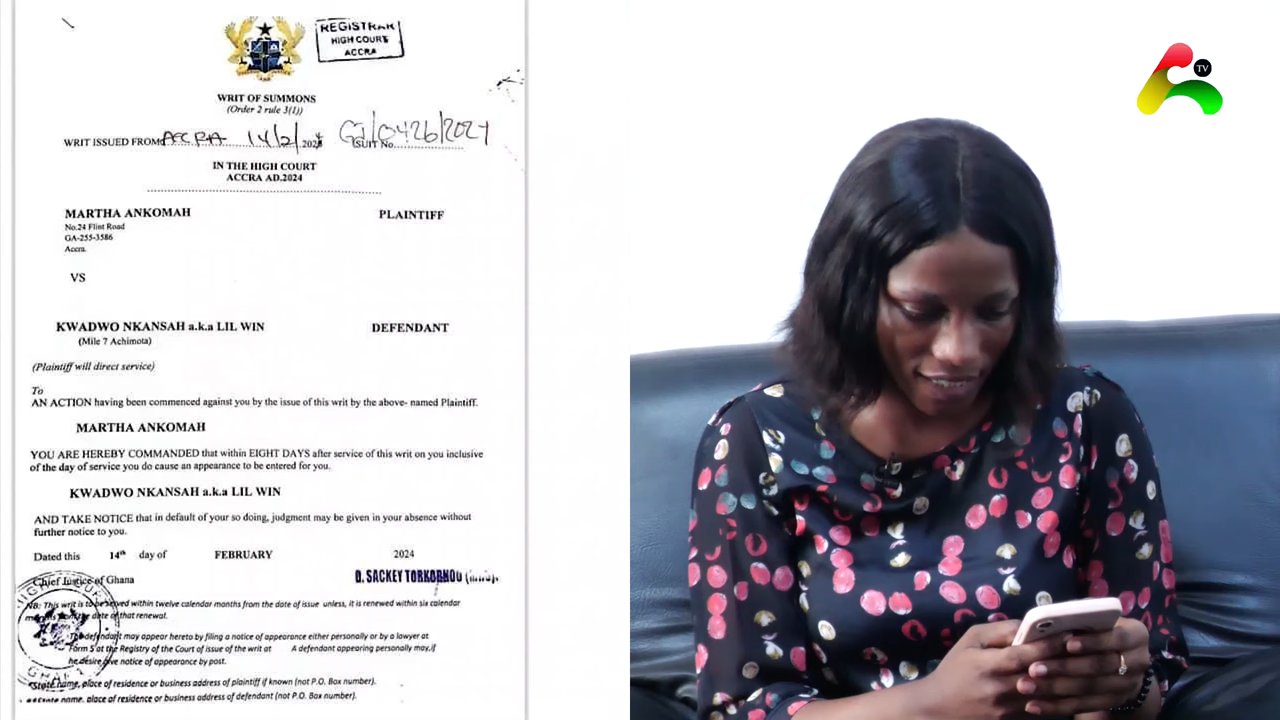 REGISTRAR
HIGH COURT
ACCRA
TV
WRIT OF SUMMONS
(Order 2 rule 3(1))
WRIT ISSUED FROM ACCRA 14/2/ 2024 SUIT No. GJ/0426/2024
IN THE HIGH COURT
ACCRA AD.2024
MARTHA ANKOMAH PLAINTIFF
No.24 Flint Road
GA-255-3586
Accra.
VS
KWADWO NKANSAH a.k.a LIL WIN DEFENDANT
(Mile 7 Achimota)
(Plaintiff will direct service)
To
AN ACTION having been commenced against you by the issue of this writ by the above- named Plaintiff.
MARTHA ANKOMAH
YOU ARE HEREBY COMMANDED that within EIGHT DAYS after service of this writ on you inclusive
of the day of service you do cause an appearance to be entered for you.
KWADWO NKANSAH a.k.a LIL WIN
AND TAKE NOTICE that in default of your so doing, judgment may be given in your absence without
further notice to you.
Dated this 14th day of FEBRUARY 2024
Chief Justice of Ghana G. SACKEY TORKORNOO
NB: This writ is to be served within twelve calendar months from the date of issue unless, it is renewed within six calendar
months from the date of that renewal.
The defendant may appear hereto by filing a notice of appearance either personally or by a lawyer at
Form 5 at the Registry of the Court of issue of the writ at A defendant appearing personally may,if
he desire give notice of appearance by post.
*State name, place of residence or business address of plaintiff if known (not P.O. Box number).
name, place of residence or business address of defendant (not P.O. Box number).